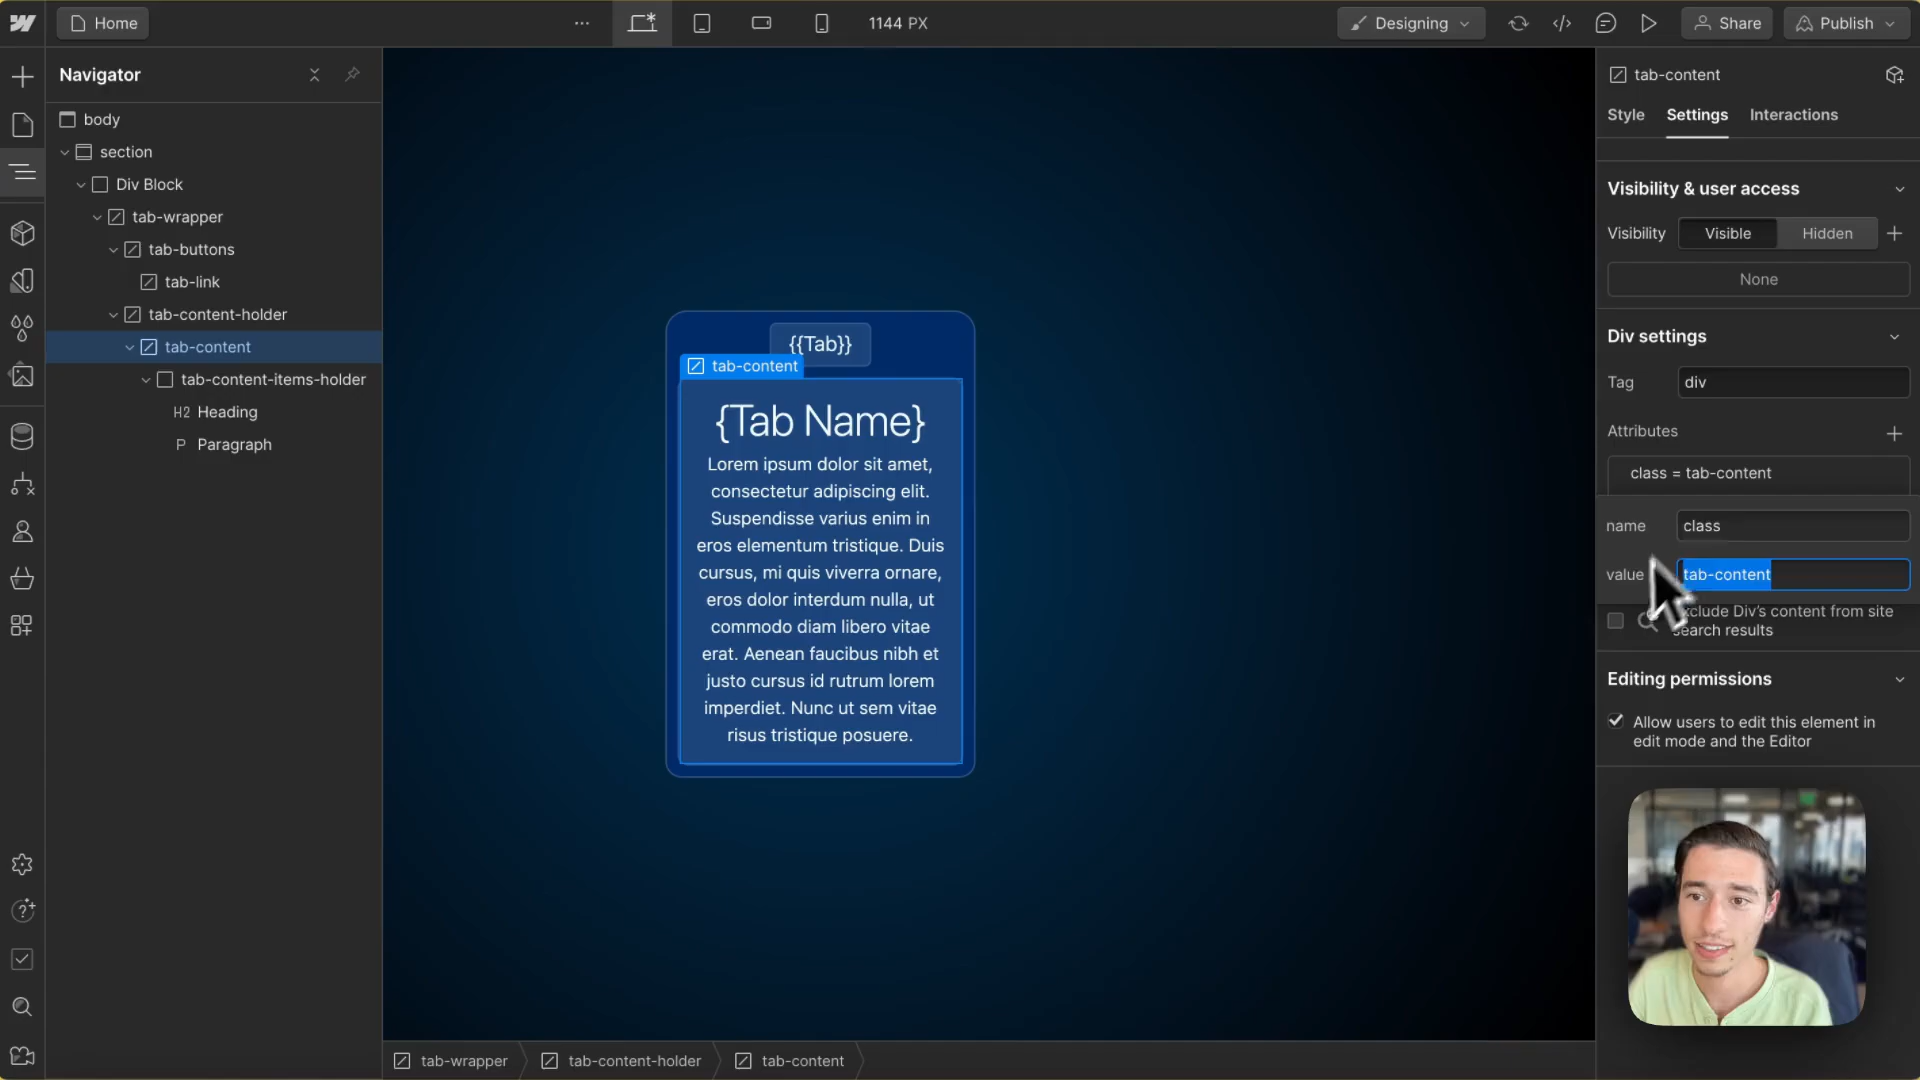 Home
1144 PX
Designing
Share
Publish
Navigator
body
section
Div Block
tab-wrapper
tab-buttons
tab-link
tab-content-holder
tab-content
tab-content-items-holder
H2 Heading
P Paragraph
{{Tab}}
tab-content
{Tab Name}
Lorem ipsum dolor sit amet,
consectetur adipiscing elit.
Suspendisse varius enim in
eros elementum tristique. Duis
cursus, mi quis viverra ornare,
eros dolor interdum nulla, ut
commodo diam libero vitae
erat. Aenean faucibus nibh et
justo cursus id rutrum lorem
imperdiet. Nunc ut sem vitae
risus tristique posuere.
tab-wrapper
tab-content-holder
tab-content
tab-content
Style Settings Interactions
Visibility & user access
Visibility Visible Hidden
None
Div settings
Tag div
Attributes
class = tab-content
name class
value tab-content
Div's content from site
results
Editing permissions
Allow users to edit this element in
edit mode and the Editor